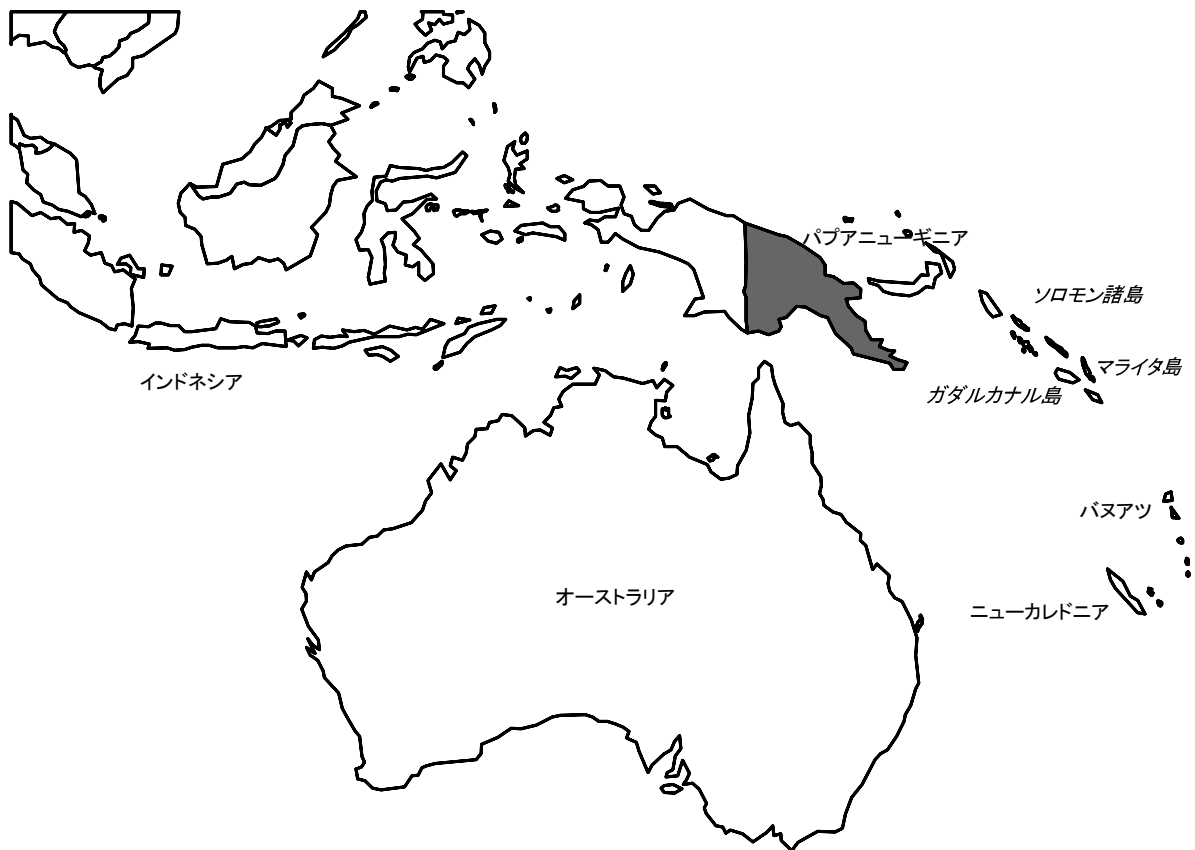 パプアニューギニア
ソロモン諸島
マライタ島
インドネシア
ガダルカナル島
バヌアツ
オーストラリア
ニューカレドニア